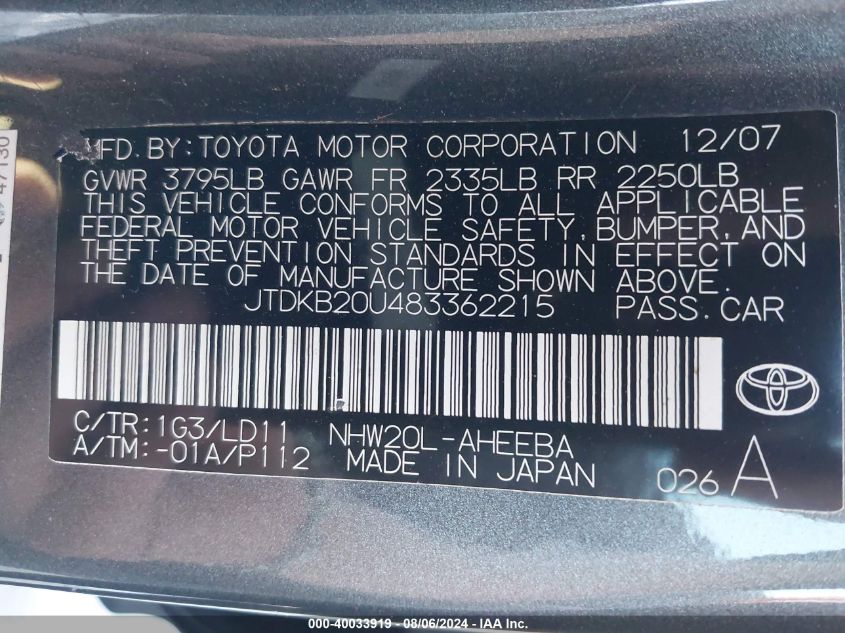 MFD. BY: TOYOTA MOTOR CORPORATION 12/07
GVWR 3795LB GAWR FR 2335LB RR 2250LB
THIS VEHICLE CONFORMS TO ALL APPLICABLE
FEDERAL MOTOR VEHICLE SAFETY, BUMPER, AND
THEFT PREVENTION STANDARDS IN EFFECT ON
THE DATE OF MANUFACTURE SHOWN ABOVE.
JTDKB20U483362215 PASS. CAR
C/TR: 1G3/LD11 NHW20L-AHEEBA
A/TM: -01A/P112 MADE IN JAPAN 026 A
47130
000-40033919 - 08/06/2024 - IAA Inc.